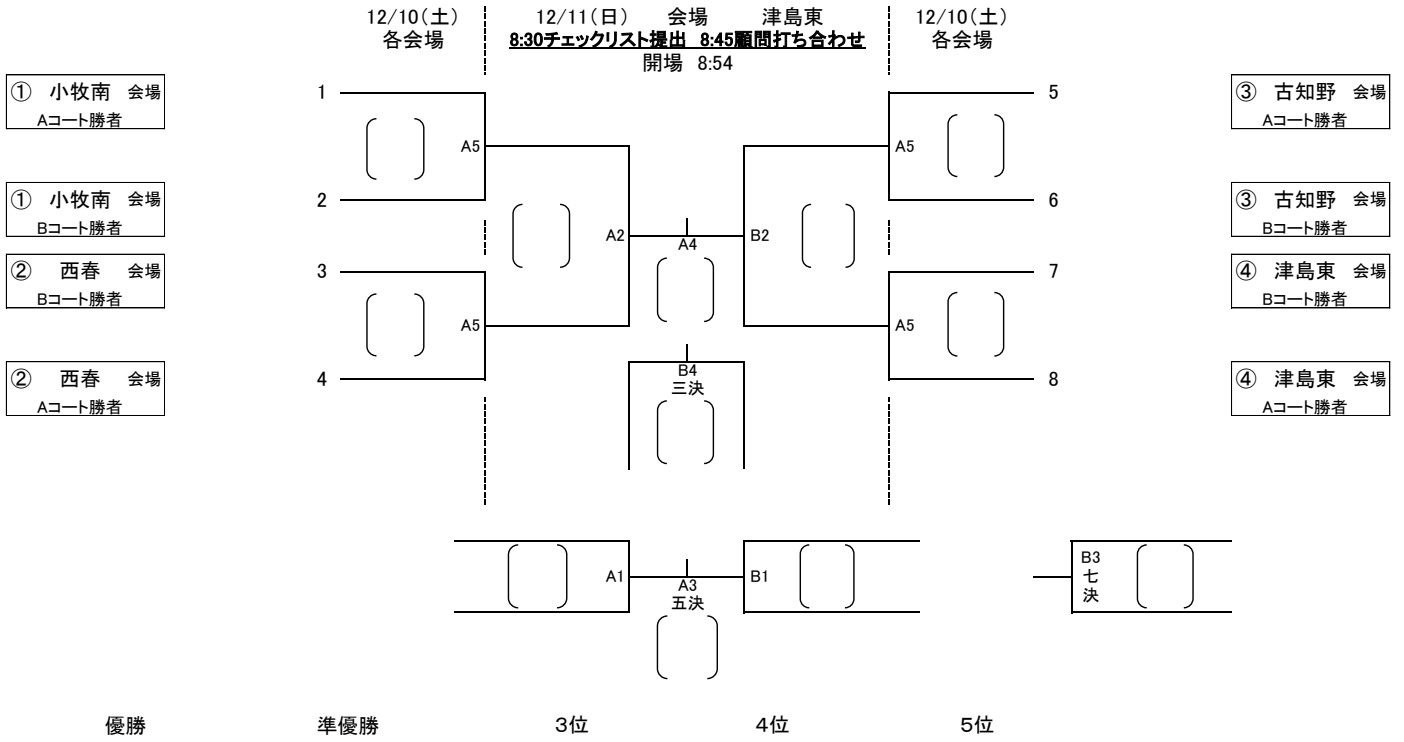 12/10(土) 12/11(日) 会場 津島東 12/10(土)
各会場 8:30チェックリスト提出 8:45顧問打ち合わせ 各会場
開場 8:54
① 小牧南 会場 1 5 ③ 古知野 会場
Aコート勝者 Aコート勝者
A5 A5
① 小牧南 会場 2 6 ③ 古知野 会場
Bコート勝者 Bコート勝者
A2 A4 B2
② 西春 会場 3 7 ④ 津島東 会場
Bコート勝者 Bコート勝者
A5 A5
② 西春 会場 4 B4 8 ④ 津島東 会場
三決
Aコート勝者 Aコート勝者
B3
A1 A3 B1 七
五決 決
優勝 準優勝 3位 4位 5位